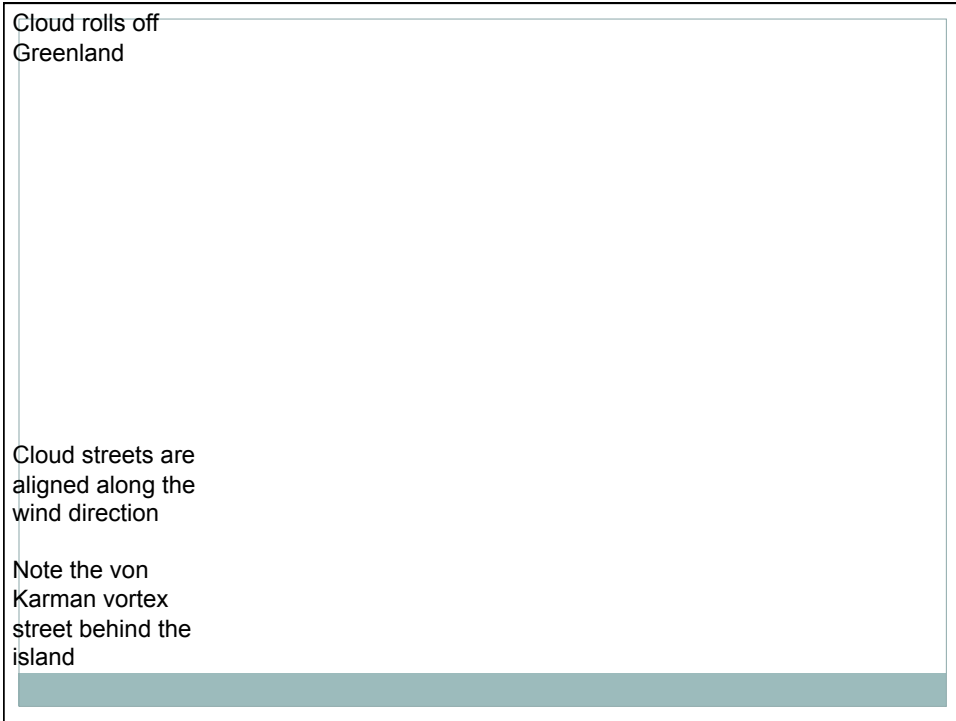 Cloud rolls off
Greenland
Cloud streets are
aligned along the
wind direction
Note the von
Karman vortex
street behind the
island